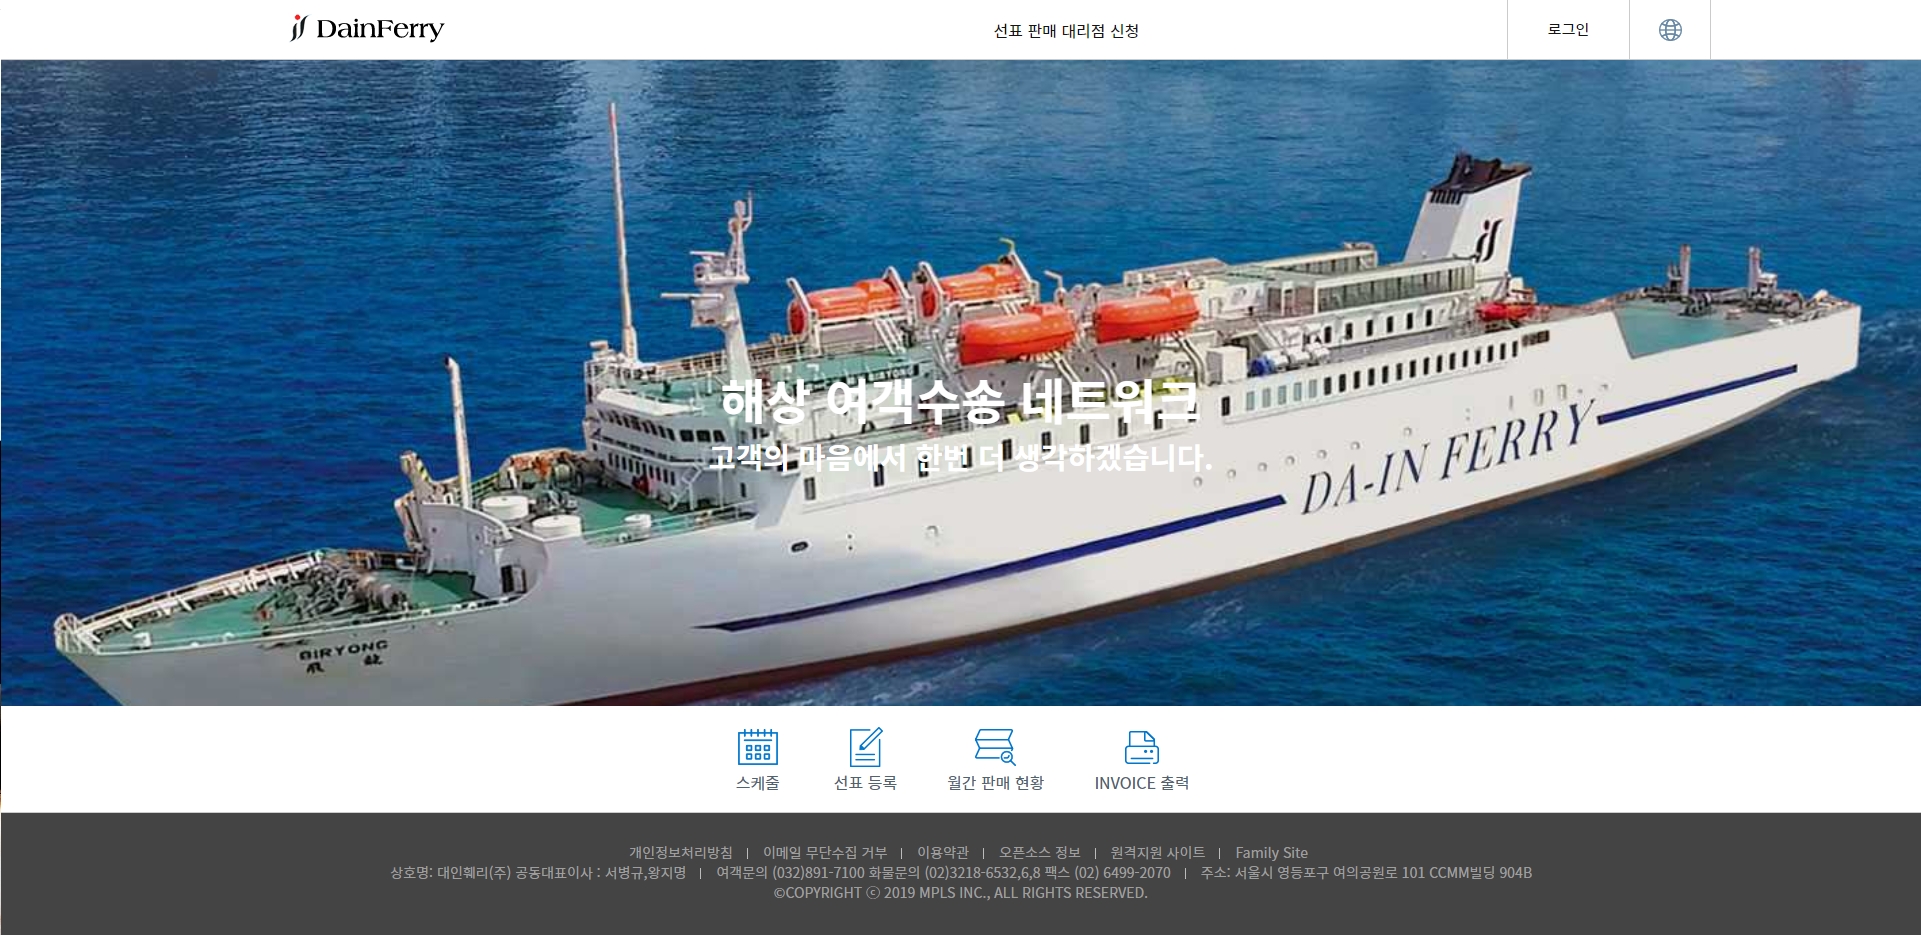 DainFerry
선표 판매 대리점 신청
로그인
BIRYONG
해상 여객수송 네트워크
고객의 마음에서 한번 더 생각하겠습니다.
DA-IN FERRY
BIRYONG
스케줄
선표 등록
월간 판매 현황
INVOICE 출력
개인정보처리방침 | 이메일 무단수집 거부 | 이용약관 | 오픈소스 정보 | 원격지원 사이트 | Family Site
상호명: 대인훼리(주) 공동대표이사 : 서병규,왕지명 | 여객문의 (032)891-7100 화물문의 (02)3218-6532,6,8 팩스 (02) 6499-2070 | 주소: 서울시 영등포구 여의공원로 101 CCMM빌딩 904B
©COPYRIGHT ⓒ 2019 MPLS INC., ALL RIGHTS RESERVED.